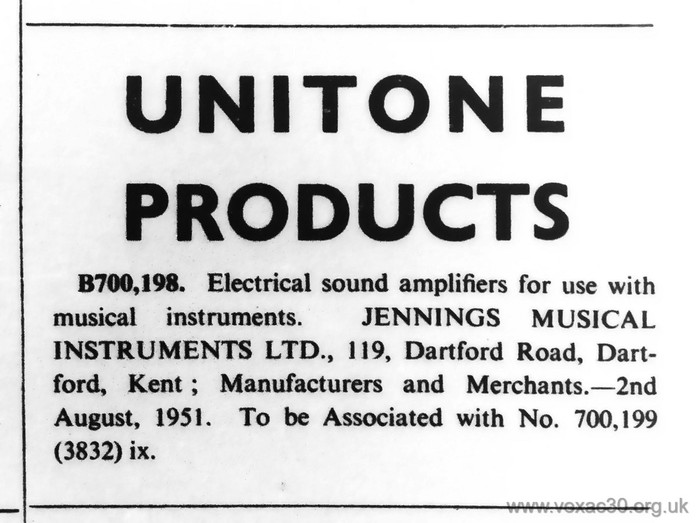 UNITONE
PRODUCTS
B700,198. Electrical sound amplifiers for use with
musical instruments. JENNINGS MUSICAL
INSTRUMENTS LTD., 119, Dartford Road, Dart-
ford, Kent ; Manufacturers and Merchants.—2nd
August, 1951. To be Associated with No. 700,199
(3832) ix.
www.voxac30.org.uk